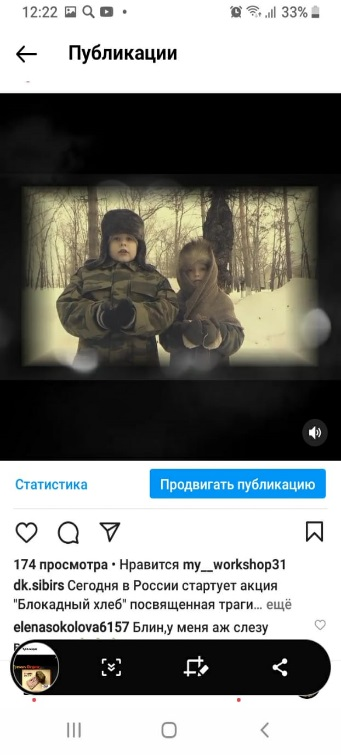 12:22
33%
Публикации
Статистика
Продвигать публикацию
174 просмотра • Нравится my__workshop31
dk.sibirs Сегодня в России стартует акция
"Блокадный хлеб" посвященная траги... ещё
elenasokolova6157 Блин,у меня аж слезу